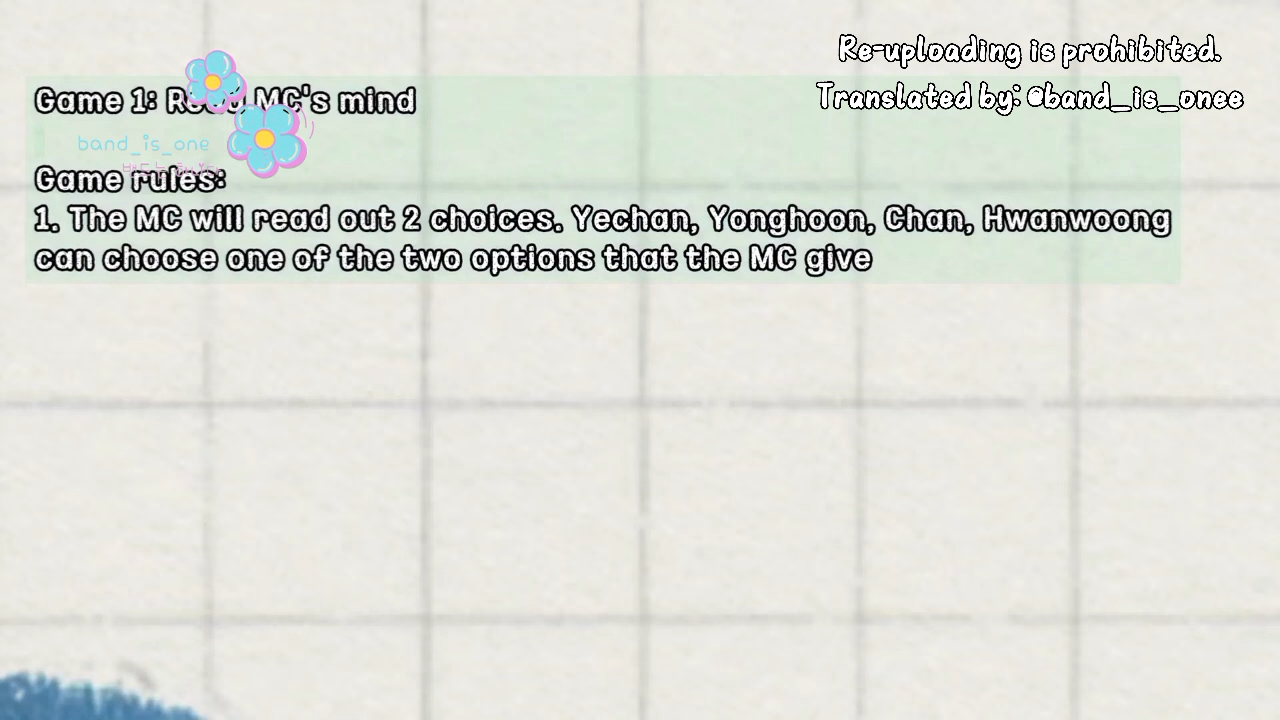 Re-uploading is prohibited.
Translated by: @band_is_onee
Game 1: Read MC's mind
band_is_one
Game rules:
1. The MC will read out 2 choices. Yechan, Yonghoon, Chan, Hwanwoong
can choose one of the two options that the MC give